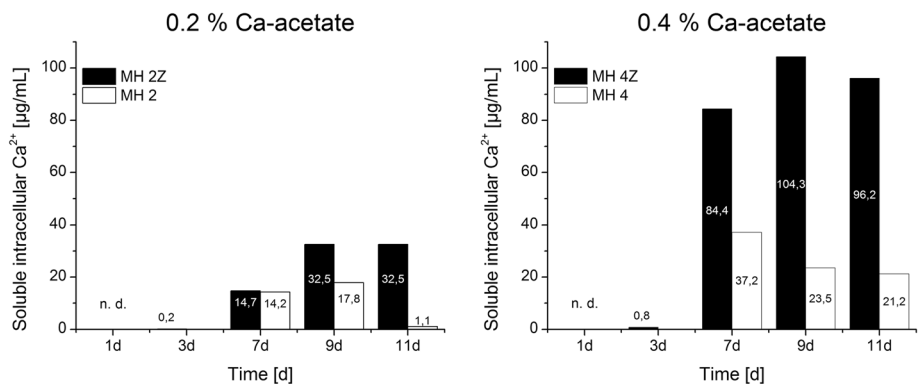 0.2 % Ca-acetate
Soluble intracellular Ca²⁺ [µg/mL]
100
80
60
40
20
0
MH 2Z
MH 2
n. d.
0,2
14,7
14,2
32,5
17,8
32,5
1,1
1d
3d
7d
9d
11d
Time [d]
0.4 % Ca-acetate
Soluble intracellular Ca²⁺ [µg/mL]
100
80
60
40
20
0
MH 4Z
MH 4
n. d.
0,8
84,4
37,2
104,3
23,5
96,2
21,2
1d
3d
7d
9d
11d
Time [d]